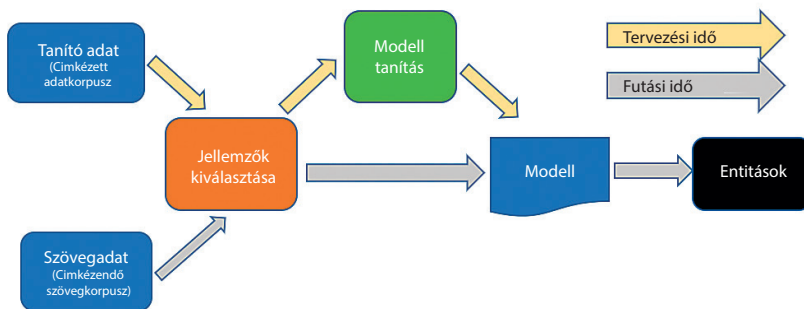 Tanító adat
(Cimkézett
adatkorpusz
Modell
tanítás
Tervezési idő
Futási idő
Jellemzők
kiválasztása
Modell
Entitások
Szövegadat
(Cimkézendő
szövegkorpusz)